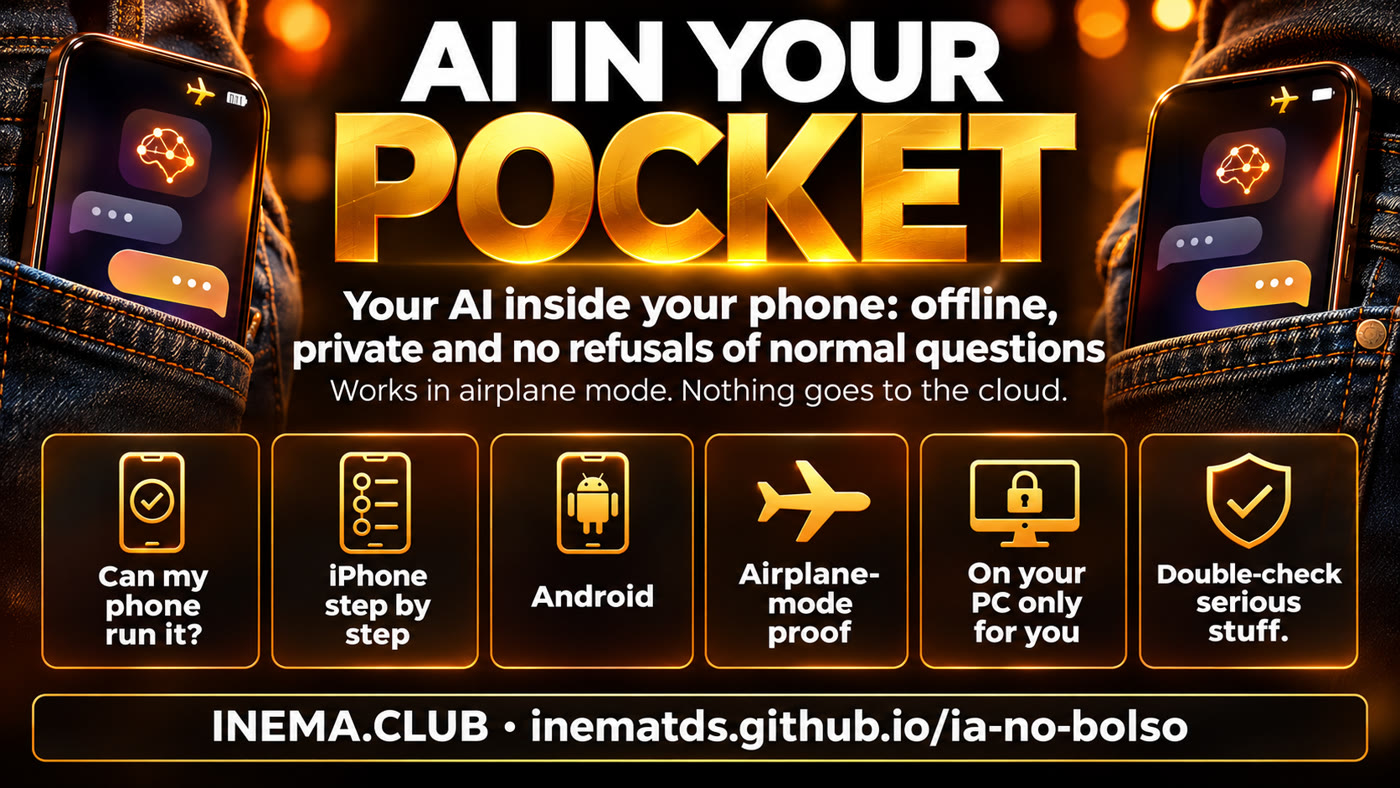 AI IN YOUR
POCKET
Your AI inside your phone: offline,
private and no refusals of normal questions
Works in airplane mode. Nothing goes to the cloud.
Can my
phone
run it?
iPhone
step by
step
Android
Airplane-
mode
proof
On your
PC only
for you
Double-check
serious
stuff.
INEMA.CLUB • inematds.github.io/ia-no-bolso